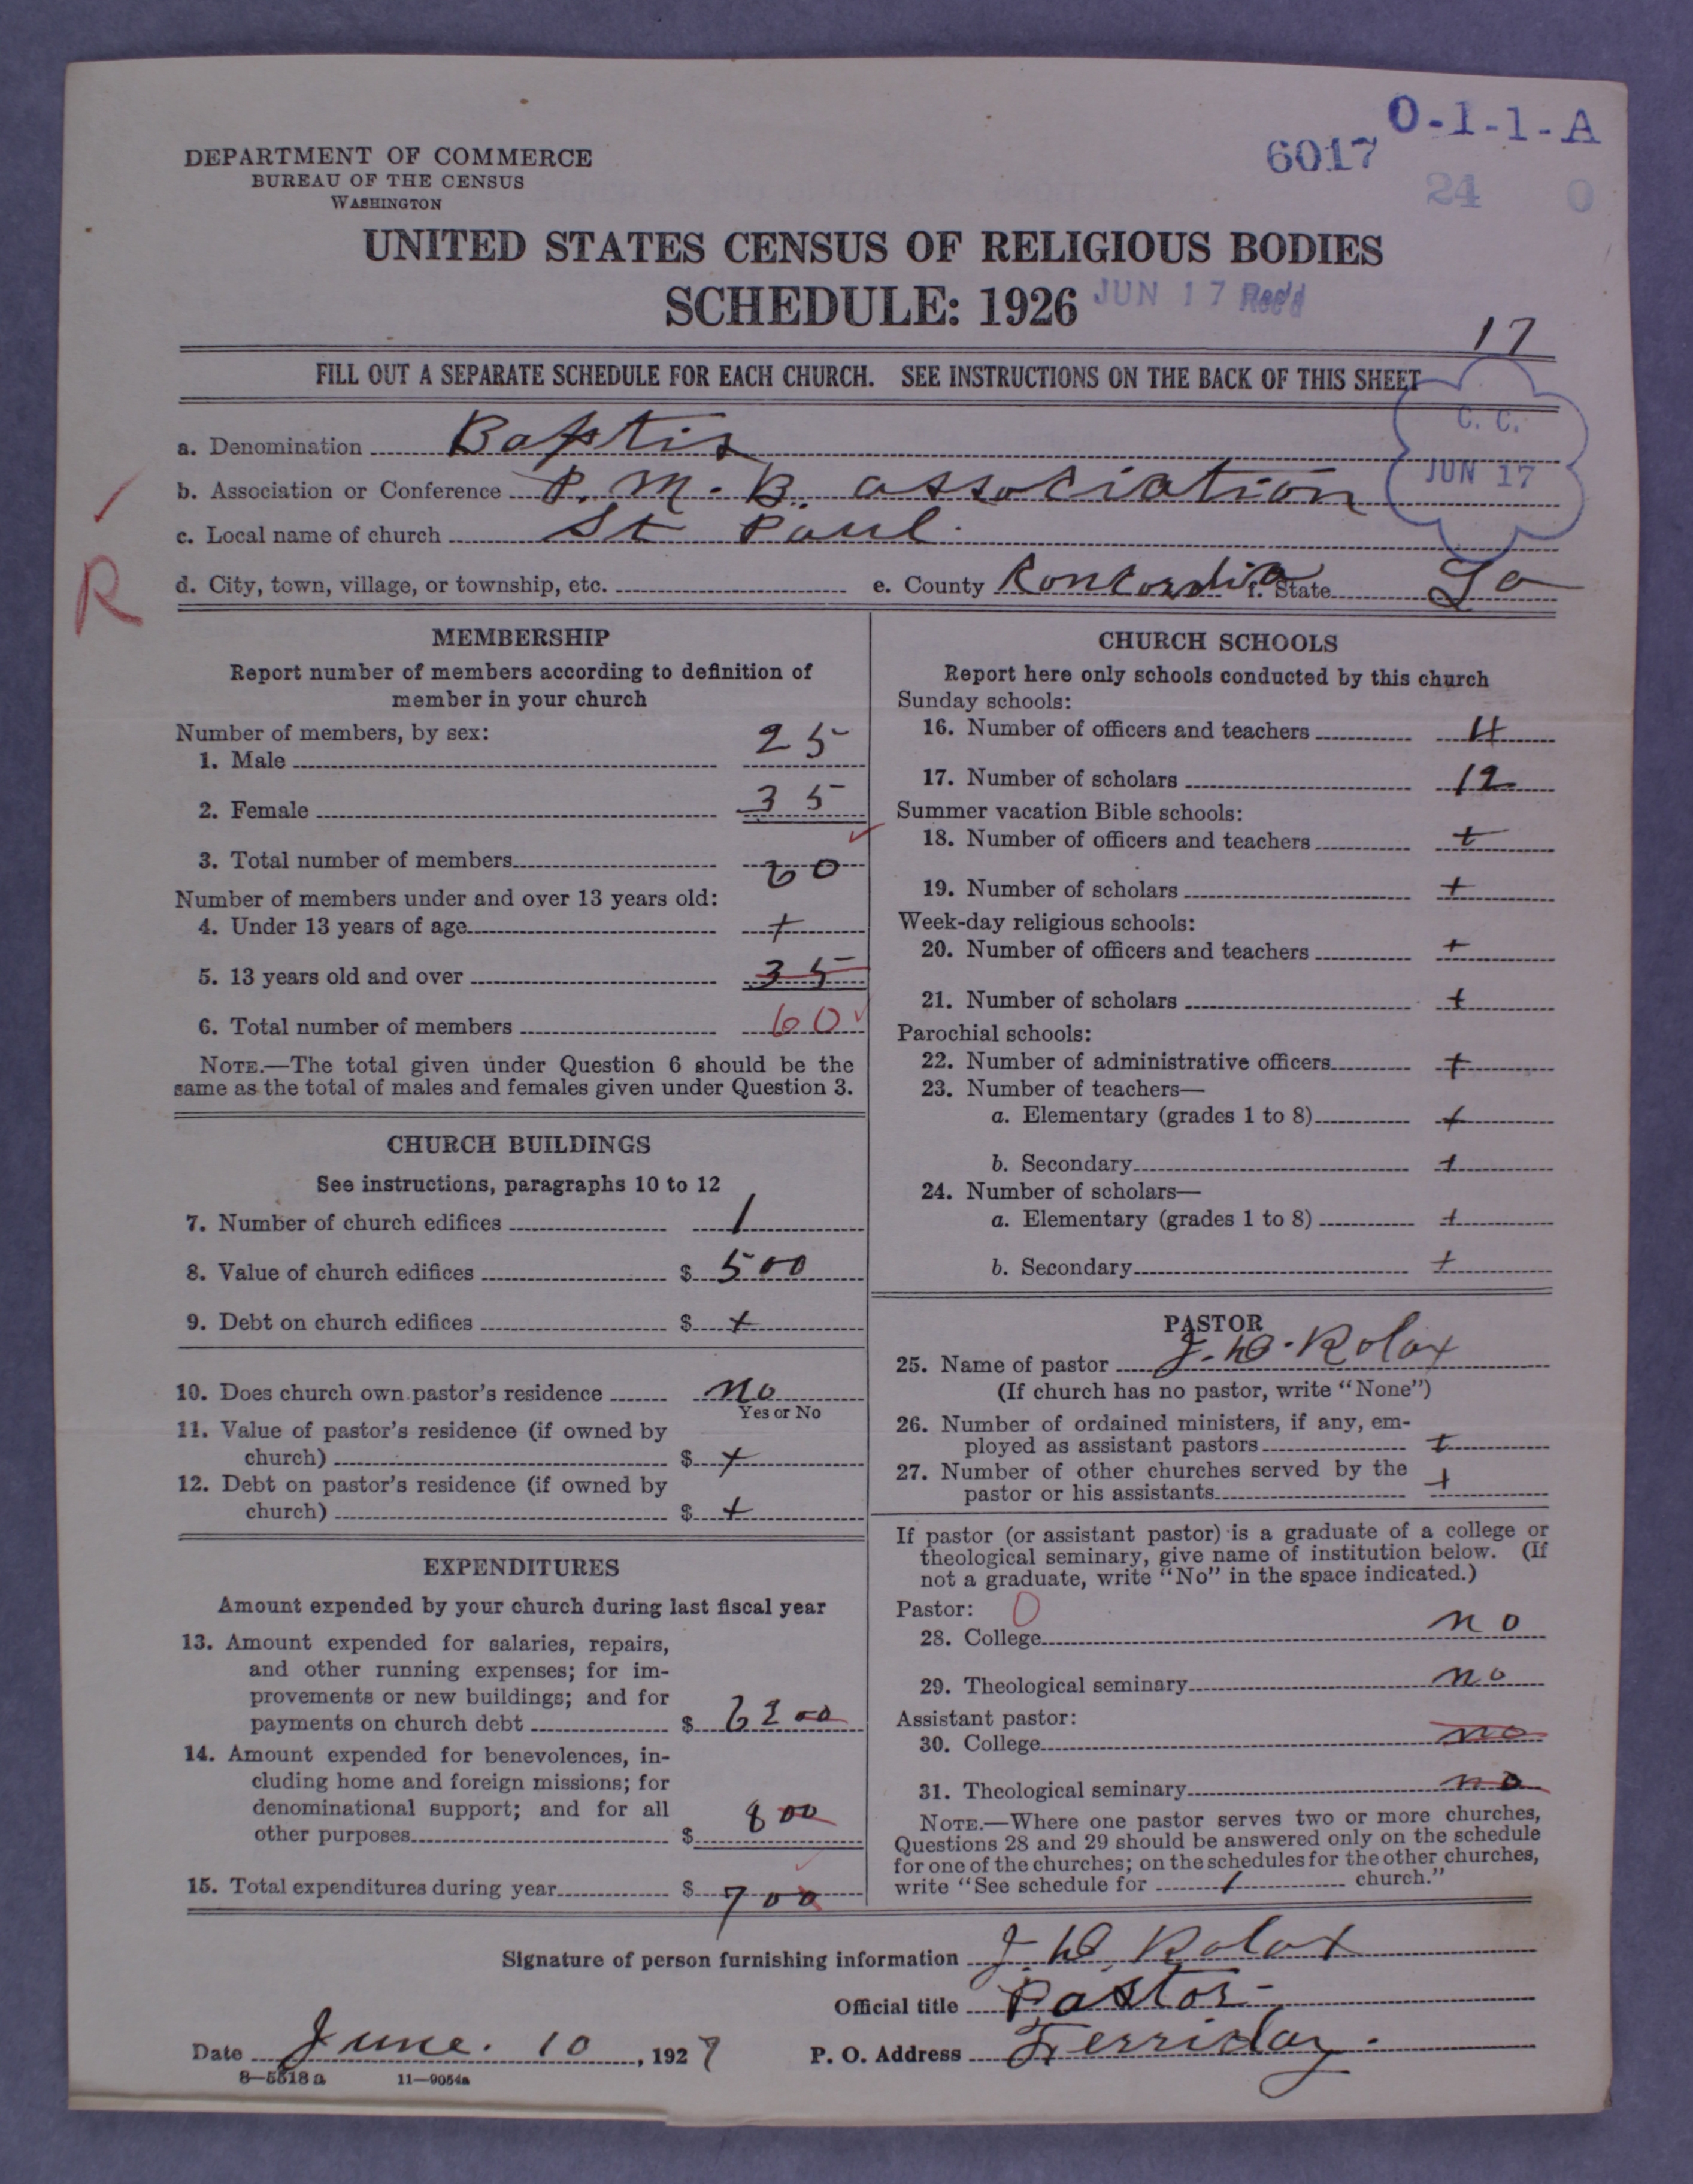 O-1-1-A
6017
24 0
DEPARTMENT OF COMMERCE
BUREAU OF THE CENSUS
WASHINGTON
UNITED STATES CENSUS OF RELIGIOUS BODIES
SCHEDULE: 1926 JUN 17 Rec'd
17
FILL OUT A SEPARATE SCHEDULE FOR EACH CHURCH. SEE INSTRUCTIONS ON THE BACK OF THIS SHEET
C. C.
JUN 17
a. Denomination Baptis
b. Association or Conference P. M. B. association
c. Local name of church St Paul
R
d. City, town, village, or township, etc. e. County Koncordia f. State La
MEMBERSHIP
Report number of members according to definition of
member in your church
Number of members, by sex:
1. Male 25
2. Female 35
3. Total number of members 60
Number of members under and over 13 years old:
4. Under 13 years of age +
5. 13 years old and over 35
6. Total number of members 60
NOTE.—The total given under Question 6 should be the
same as the total of males and females given under Question 3.
CHURCH BUILDINGS
See instructions, paragraphs 10 to 12
7. Number of church edifices 1
8. Value of church edifices $ 500
9. Debt on church edifices $ +
10. Does church own pastor's residence no
Yes or No
11. Value of pastor's residence (if owned by
church) $ +
12. Debt on pastor's residence (if owned by
church) $ +
EXPENDITURES
Amount expended by your church during last fiscal year
13. Amount expended for salaries, repairs,
and other running expenses; for im-
provements or new buildings; and for
payments on church debt $ 6200
14. Amount expended for benevolences, in-
cluding home and foreign missions; for
denominational support; and for all
other purposes $ 800
15. Total expenditures during year $ 700
CHURCH SCHOOLS
Report here only schools conducted by this church
Sunday schools:
16. Number of officers and teachers 4
17. Number of scholars 12
Summer vacation Bible schools:
18. Number of officers and teachers +
19. Number of scholars +
Week-day religious schools:
20. Number of officers and teachers +
21. Number of scholars +
Parochial schools:
22. Number of administrative officers +
23. Number of teachers—
a. Elementary (grades 1 to 8) +
b. Secondary +
24. Number of scholars—
a. Elementary (grades 1 to 8) +
b. Secondary +
PASTOR
25. Name of pastor J. W. Rolax
(If church has no pastor, write "None")
26. Number of ordained ministers, if any, em-
ployed as assistant pastors +
27. Number of other churches served by the
pastor or his assistants +
If pastor (or assistant pastor) is a graduate of a college or
theological seminary, give name of institution below. (If
not a graduate, write "No" in the space indicated.)
Pastor: 0
28. College no
29. Theological seminary no
Assistant pastor:
30. College no
31. Theological seminary no
NOTE.—Where one pastor serves two or more churches,
Questions 28 and 29 should be answered only on the schedule
for one of the churches; on the schedules for the other churches,
write "See schedule for 1 church."
Signature of person furnishing information J. W. Rolax
Official title Pastor
Date June. 10, 1927 P. O. Address Ferriday.
8—5518 a 11—9054a